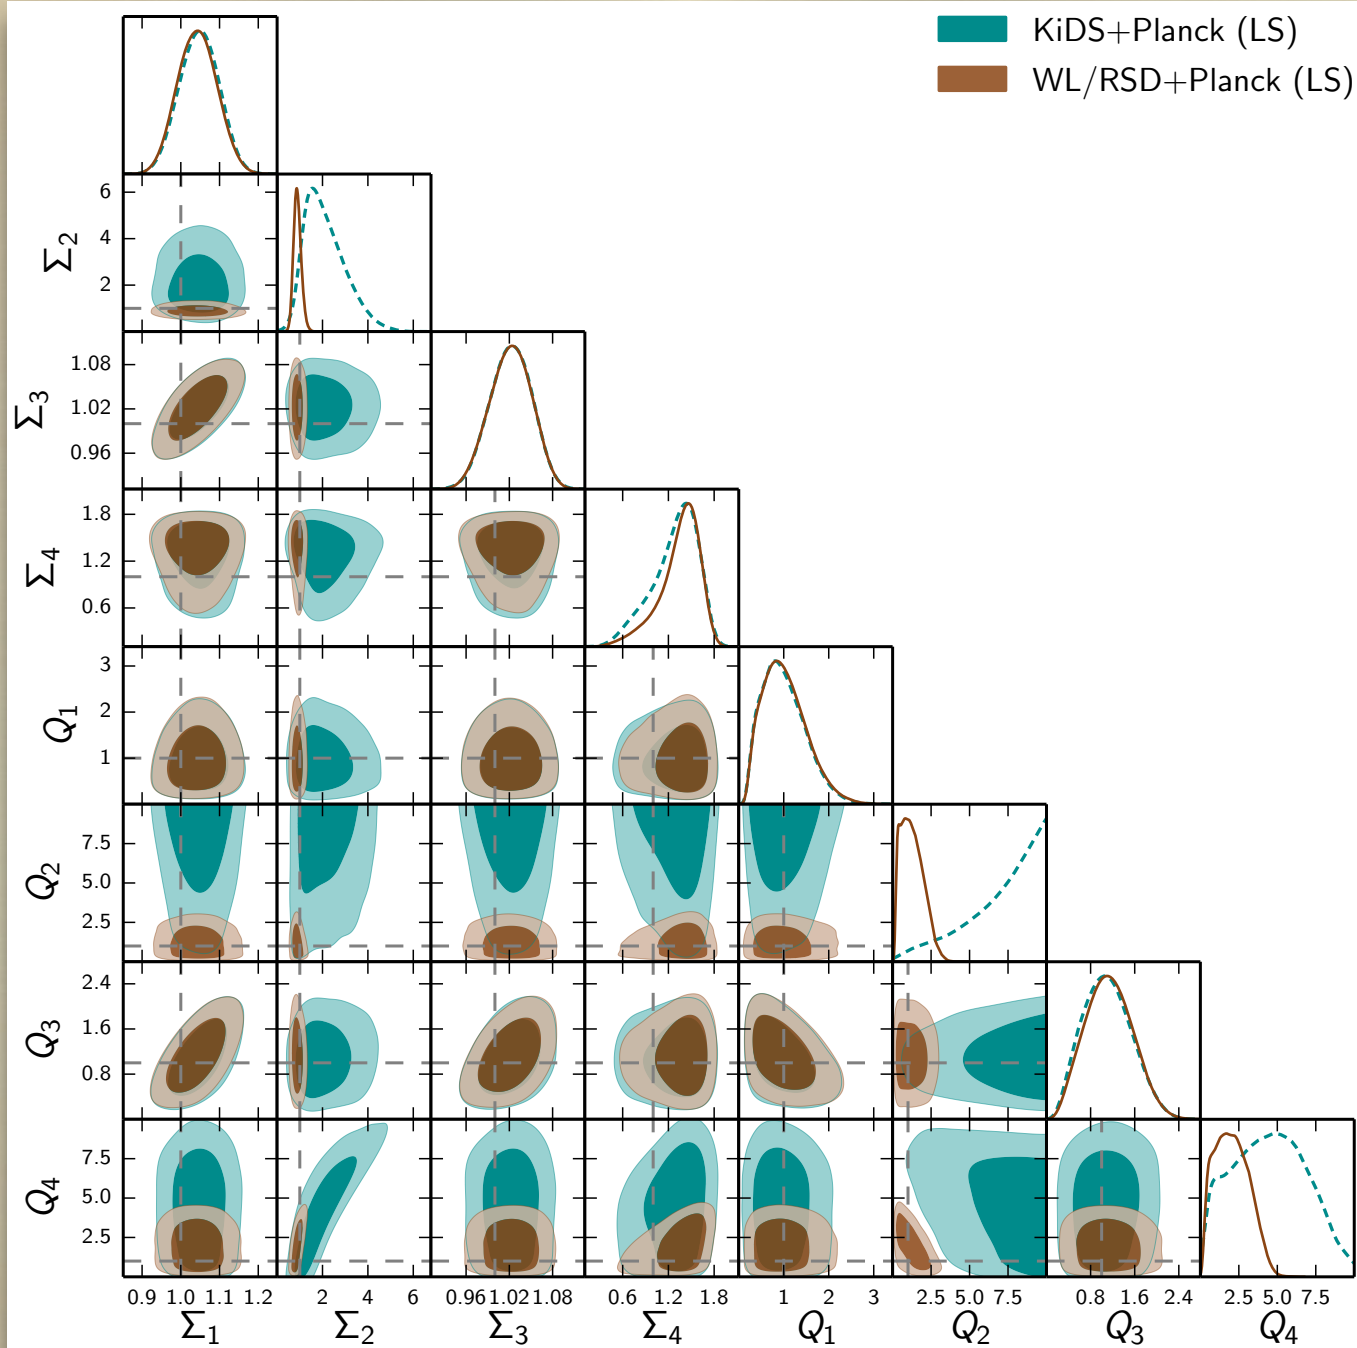 KiDS+Planck (LS)
WL/RSD+Planck (LS)
6
4
2
Σ₂
1.08
1.02
0.96
Σ₃
1.8
1.2
0.6
Σ₄
3
2
1
Q₁
7.5
5.0
2.5
Q₂
2.4
1.6
0.8
Q₃
7.5
5.0
2.5
Q₄
0.9 1.0 1.1 1.2 2 4 6 0.96 1.02 1.08 0.6 1.2 1.8 1 2 3 2.5 5.0 7.5 0.8 1.6 2.4 2.5 5.0 7.5
Σ₁ Σ₂ Σ₃ Σ₄ Q₁ Q₂ Q₃ Q₄